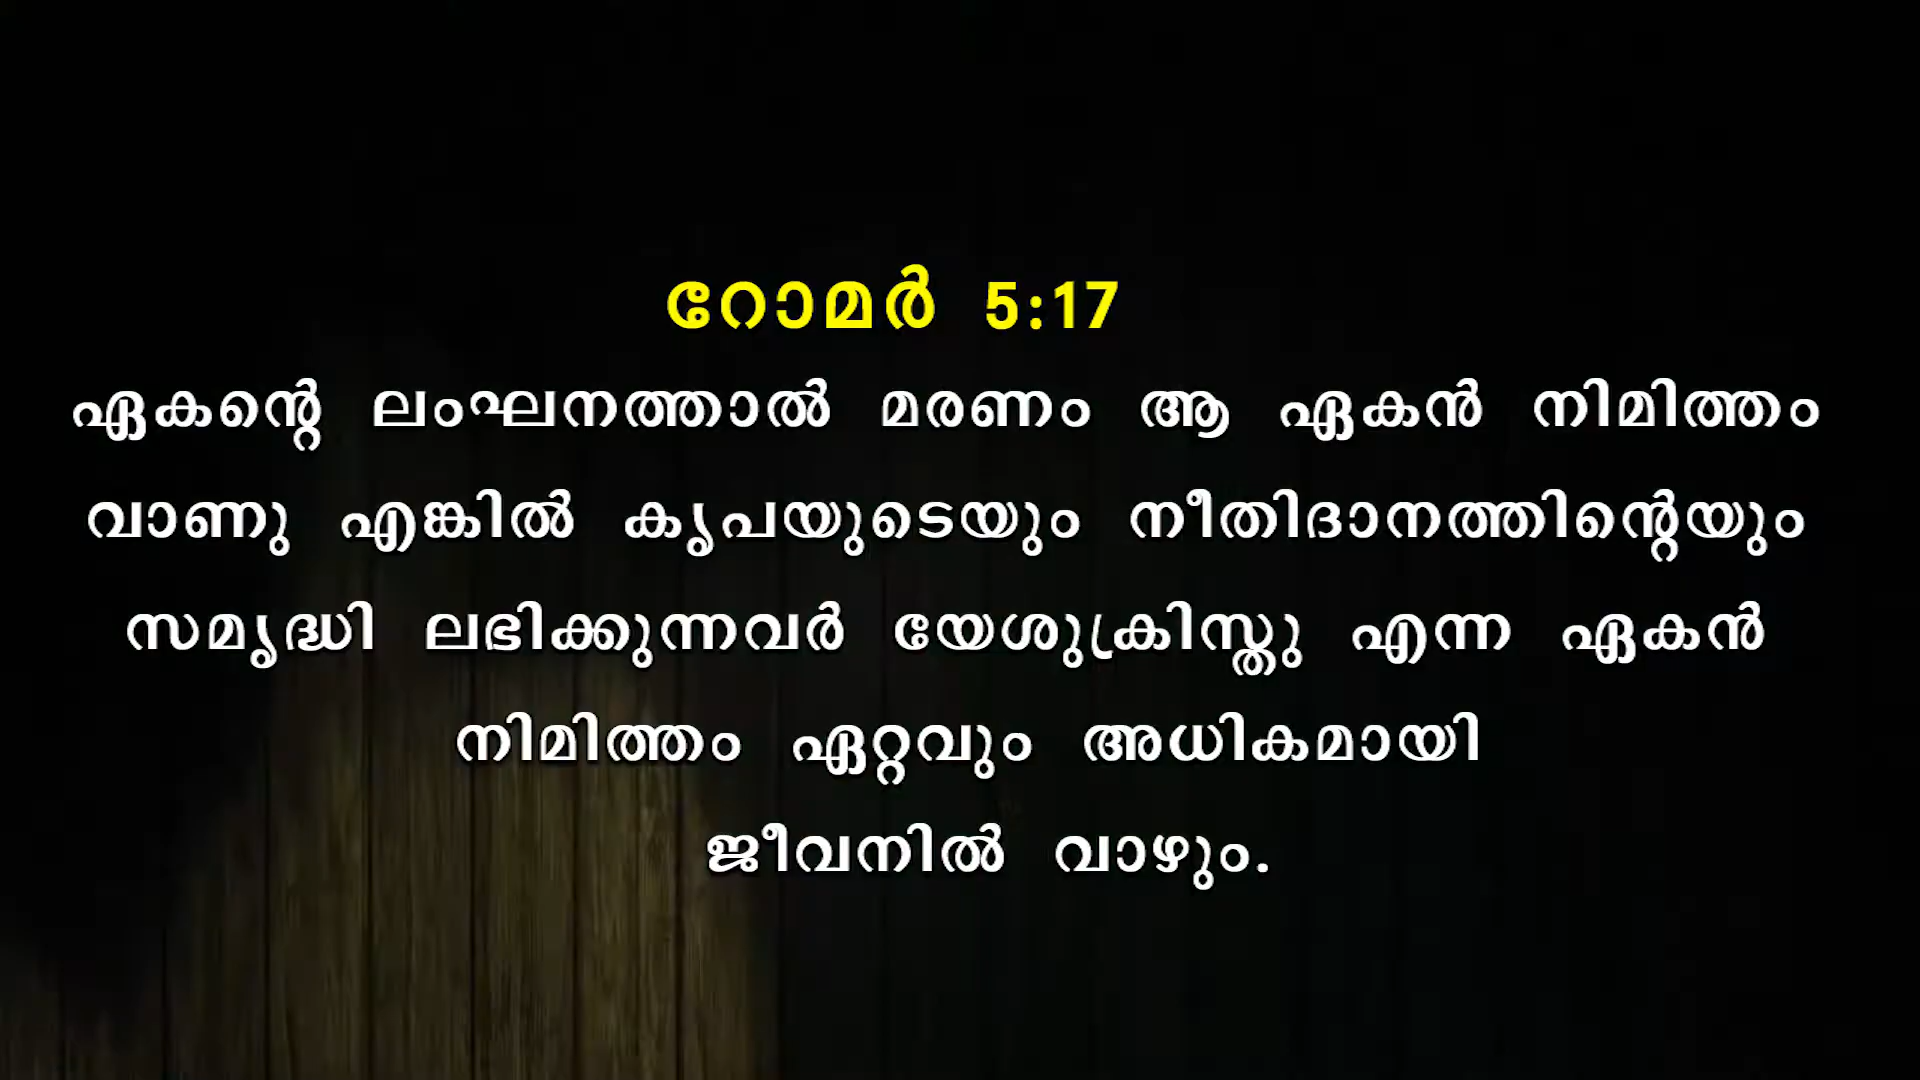 റോമർ 5:17
ഏകന്റെ ലംഘനത്താൽ മരണം ആ ഏകൻ നിമിത്തം
വാണു എങ്കിൽ കൃപയുടെയും നീതിദാനത്തിന്റെയും
സമൃദ്ധി ലഭിക്കുന്നവർ യേശുക്രിസ്തു എന്ന ഏകൻ
നിമിത്തം ഏറ്റവും അധികമായി
ജീവനിൽ വാഴും.